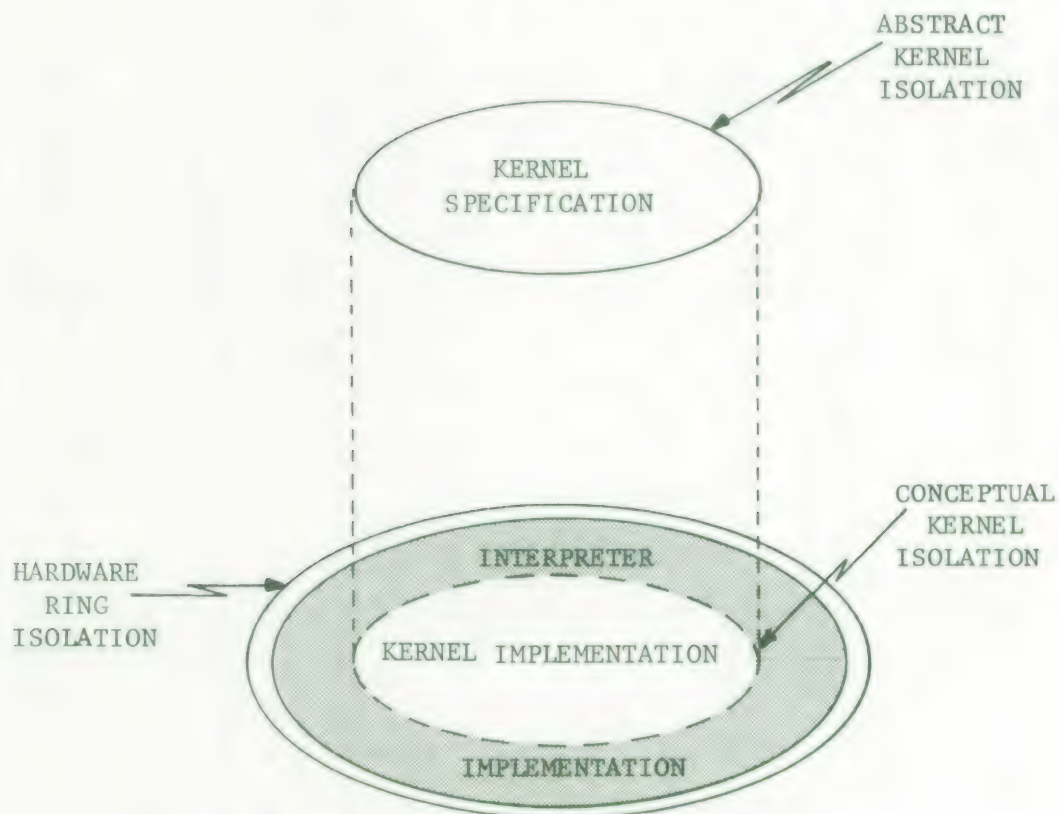 ABSTRACT
KERNEL
ISOLATION
KERNEL
SPECIFICATION
CONCEPTUAL
KERNEL
ISOLATION
INTERPRETER
HARDWARE
RING
ISOLATION
KERNEL IMPLEMENTATION
IMPLEMENTATION